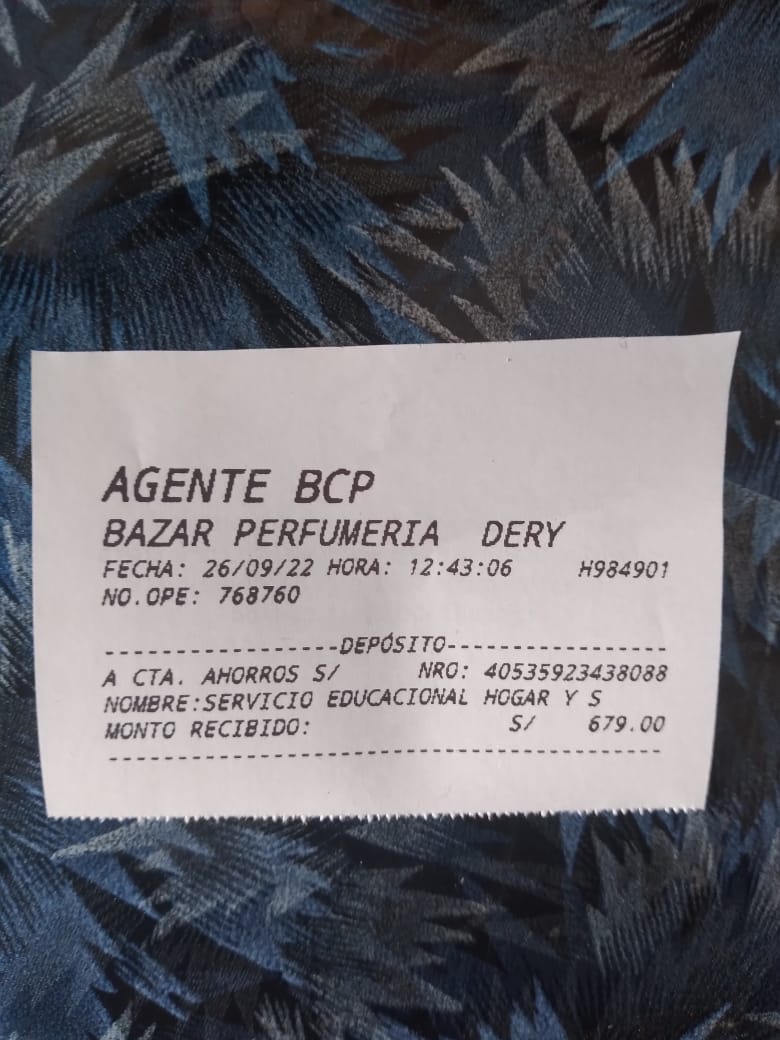 AGENTE BCP
BAZAR PERFUMERIA DERY
FECHA: 26/09/22 HORA: 12:43:06 H984901
NO.OPE: 768760
-----------------DEPÓSITO----------------
A CTA. AHORROS S/ NRO: 40535923438088
NOMBRE:SERVICIO EDUCACIONAL HOGAR Y S
MONTO RECIBIDO: S/ 679.00
-----------------------------------------